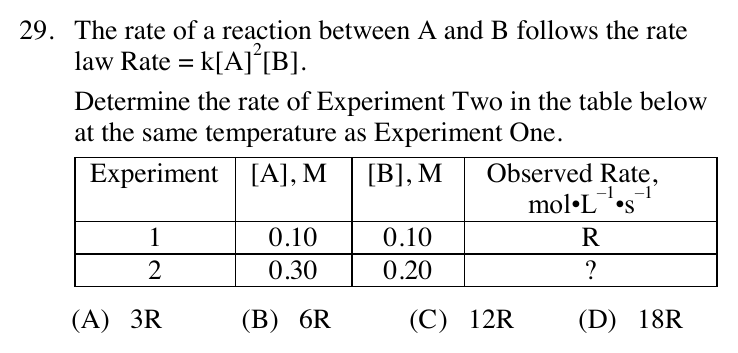 29. The rate of a reaction between A and B follows the rate
law Rate = k[A]²[B].
Determine the rate of Experiment Two in the table below
at the same temperature as Experiment One.
Experiment [A], M [B], M Observed Rate,
mol•L⁻¹•s⁻¹
1 0.10 0.10 R
2 0.30 0.20 ?
(A) 3R (B) 6R (C) 12R (D) 18R